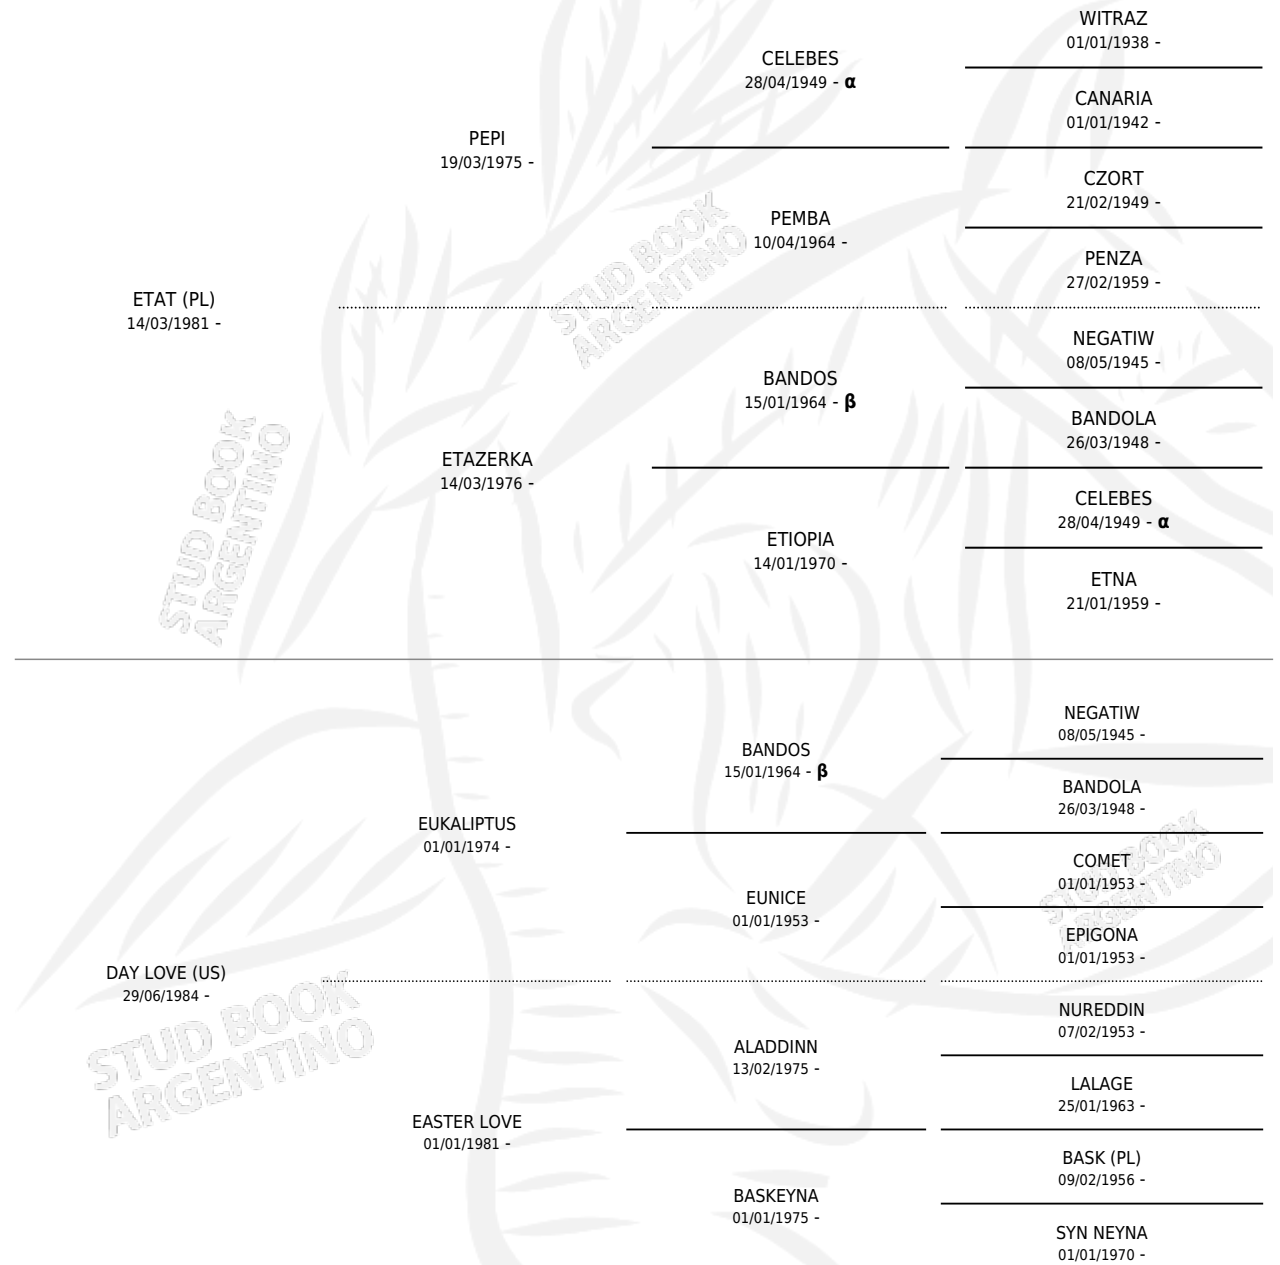 WITRAZ
01/01/1938 -
CELEBES
28/04/1949 - α
CANARIA
01/01/1942 -
PEPI
19/03/1975 -
CZORT
21/02/1949 -
PEMBA
10/04/1964 -
PENZA
27/02/1959 -
ETAT (PL)
14/03/1981 -
NEGATIW
08/05/1945 -
BANDOS
15/01/1964 - β
BANDOLA
26/03/1948 -
ETAZERKA
14/03/1976 -
CELEBES
28/04/1949 - α
ETIOPIA
14/01/1970 -
ETNA
21/01/1959 -
NEGATIW
08/05/1945 -
BANDOS
15/01/1964 - β
BANDOLA
26/03/1948 -
EUKALIPTUS
01/01/1974 -
COMET
01/01/1953 -
EUNICE
01/01/1953 -
EPIGONA
01/01/1953 -
DAY LOVE (US)
29/06/1984 -
NUREDDIN
07/02/1953 -
ALADDINN
13/02/1975 -
LALAGE
25/01/1963 -
EASTER LOVE
01/01/1981 -
BASK (PL)
09/02/1956 -
BASKEYNA
01/01/1975 -
SYN NEYNA
01/01/1970 -
STUD BOOK
ARGENTINO
STUD BOOK
ARGENTINO
STUD BOOK
ARGENTINO
STUD BOOK
ARGENTINO